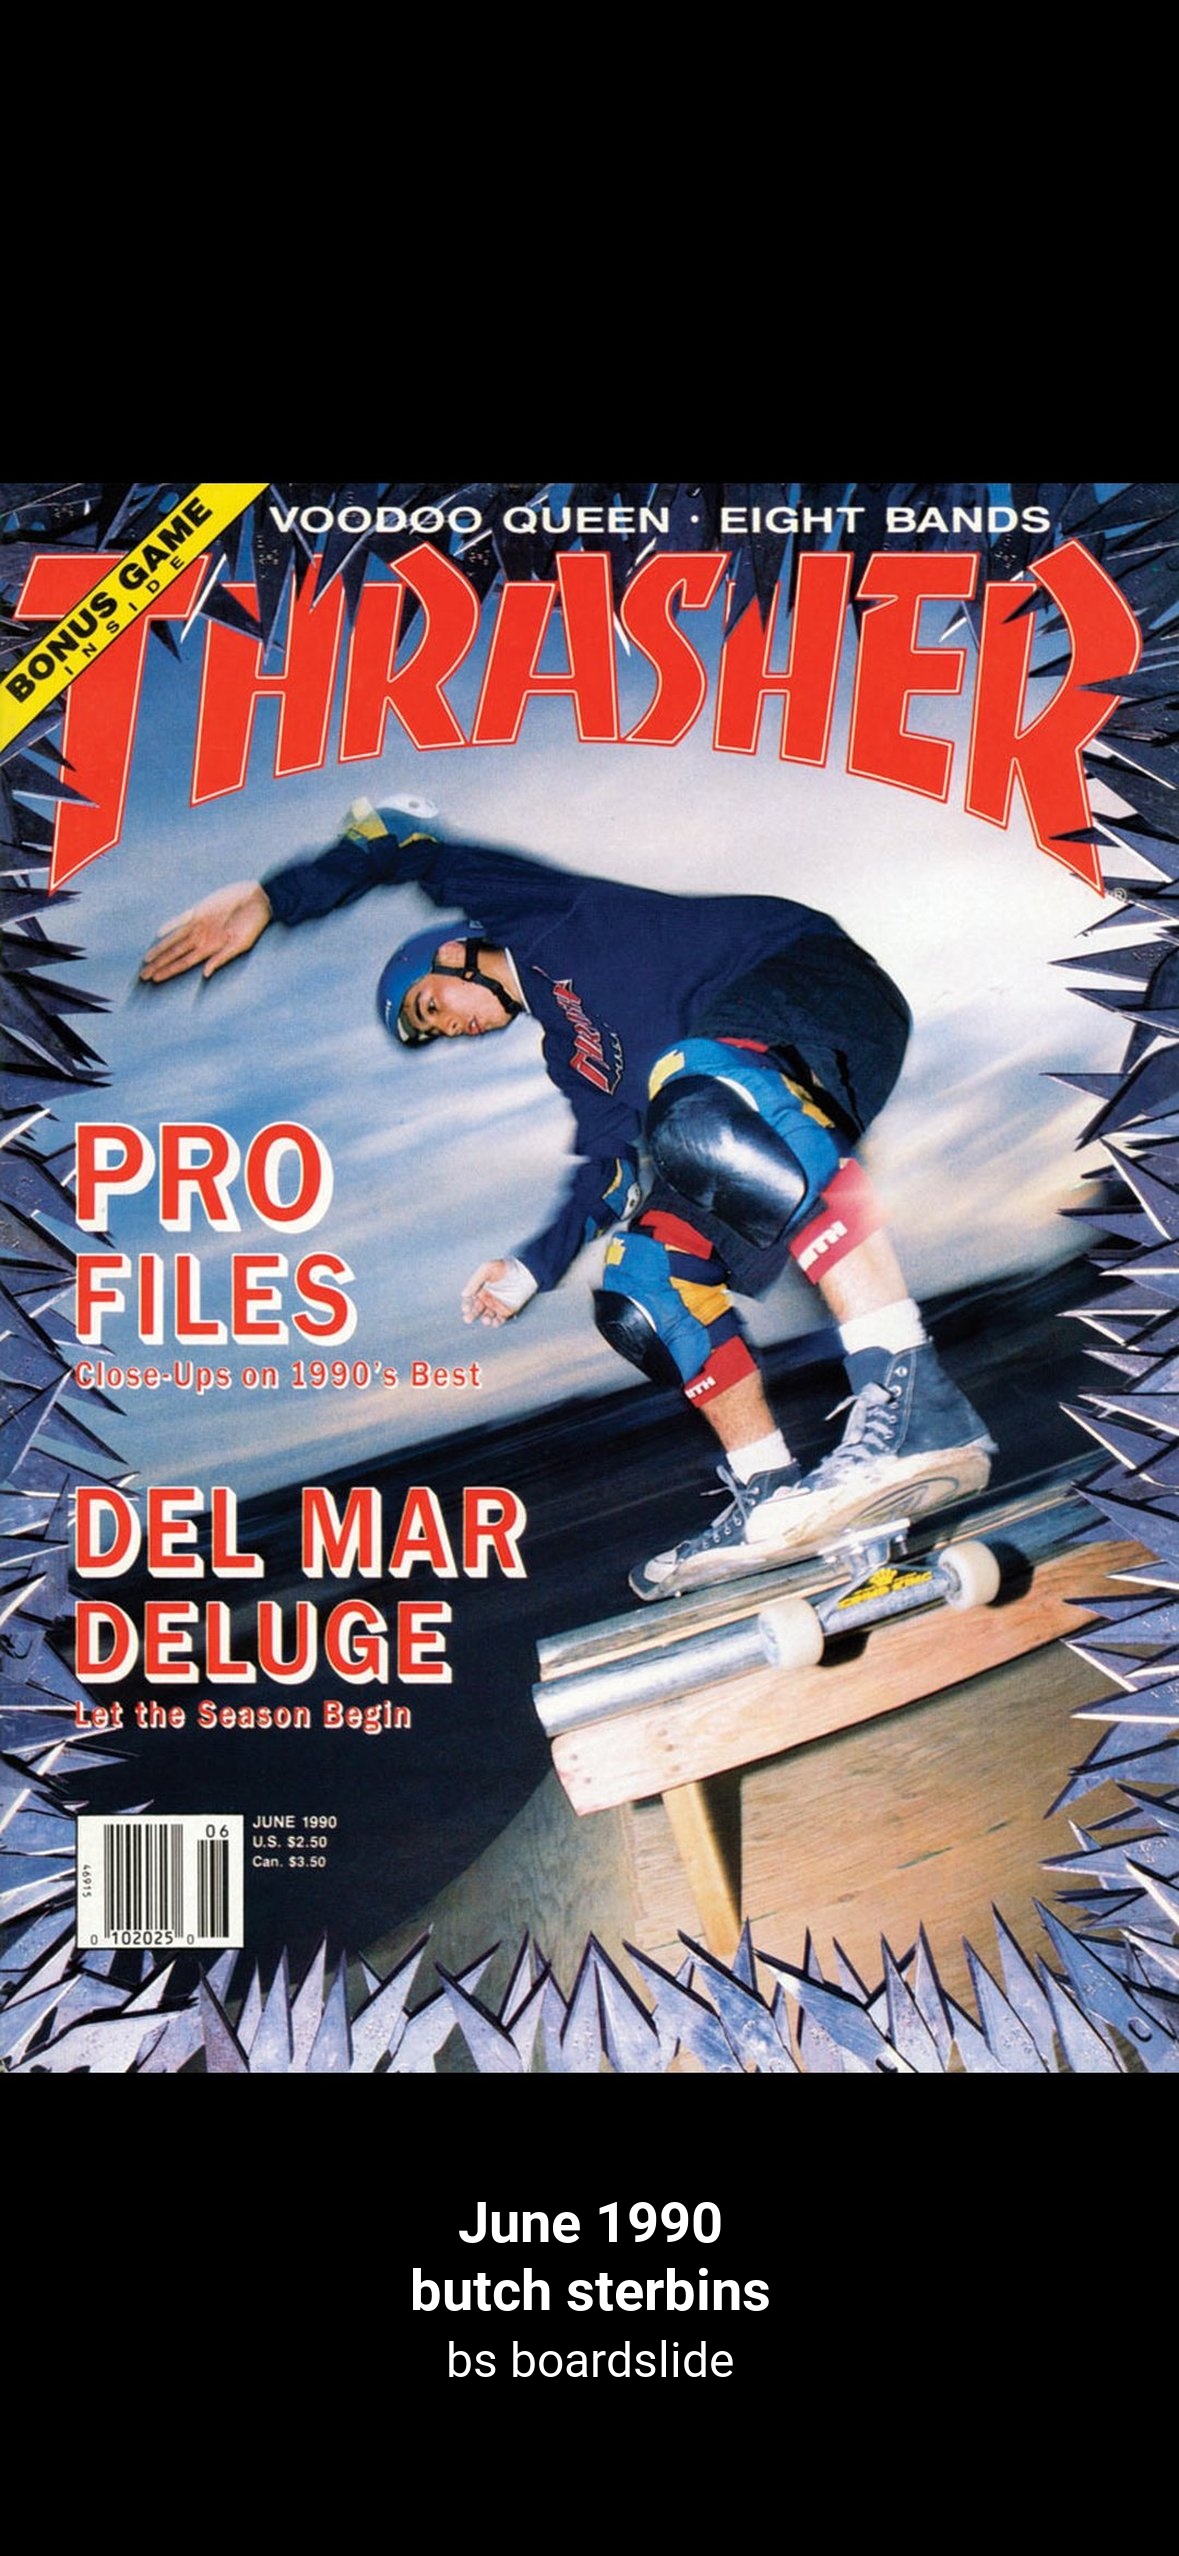 BONUS GAME
INSIDE
VOODOO QUEEN · EIGHT BANDS
THRASHER
®
PRO
FILES
Close-Ups on 1990's Best
DEL MAR
DELUGE
Let the Season Begin
JUNE 1990
U.S. $2.50
Can. $3.50
06
46915
0 102025 0
June 1990
butch sterbins
bs boardslide